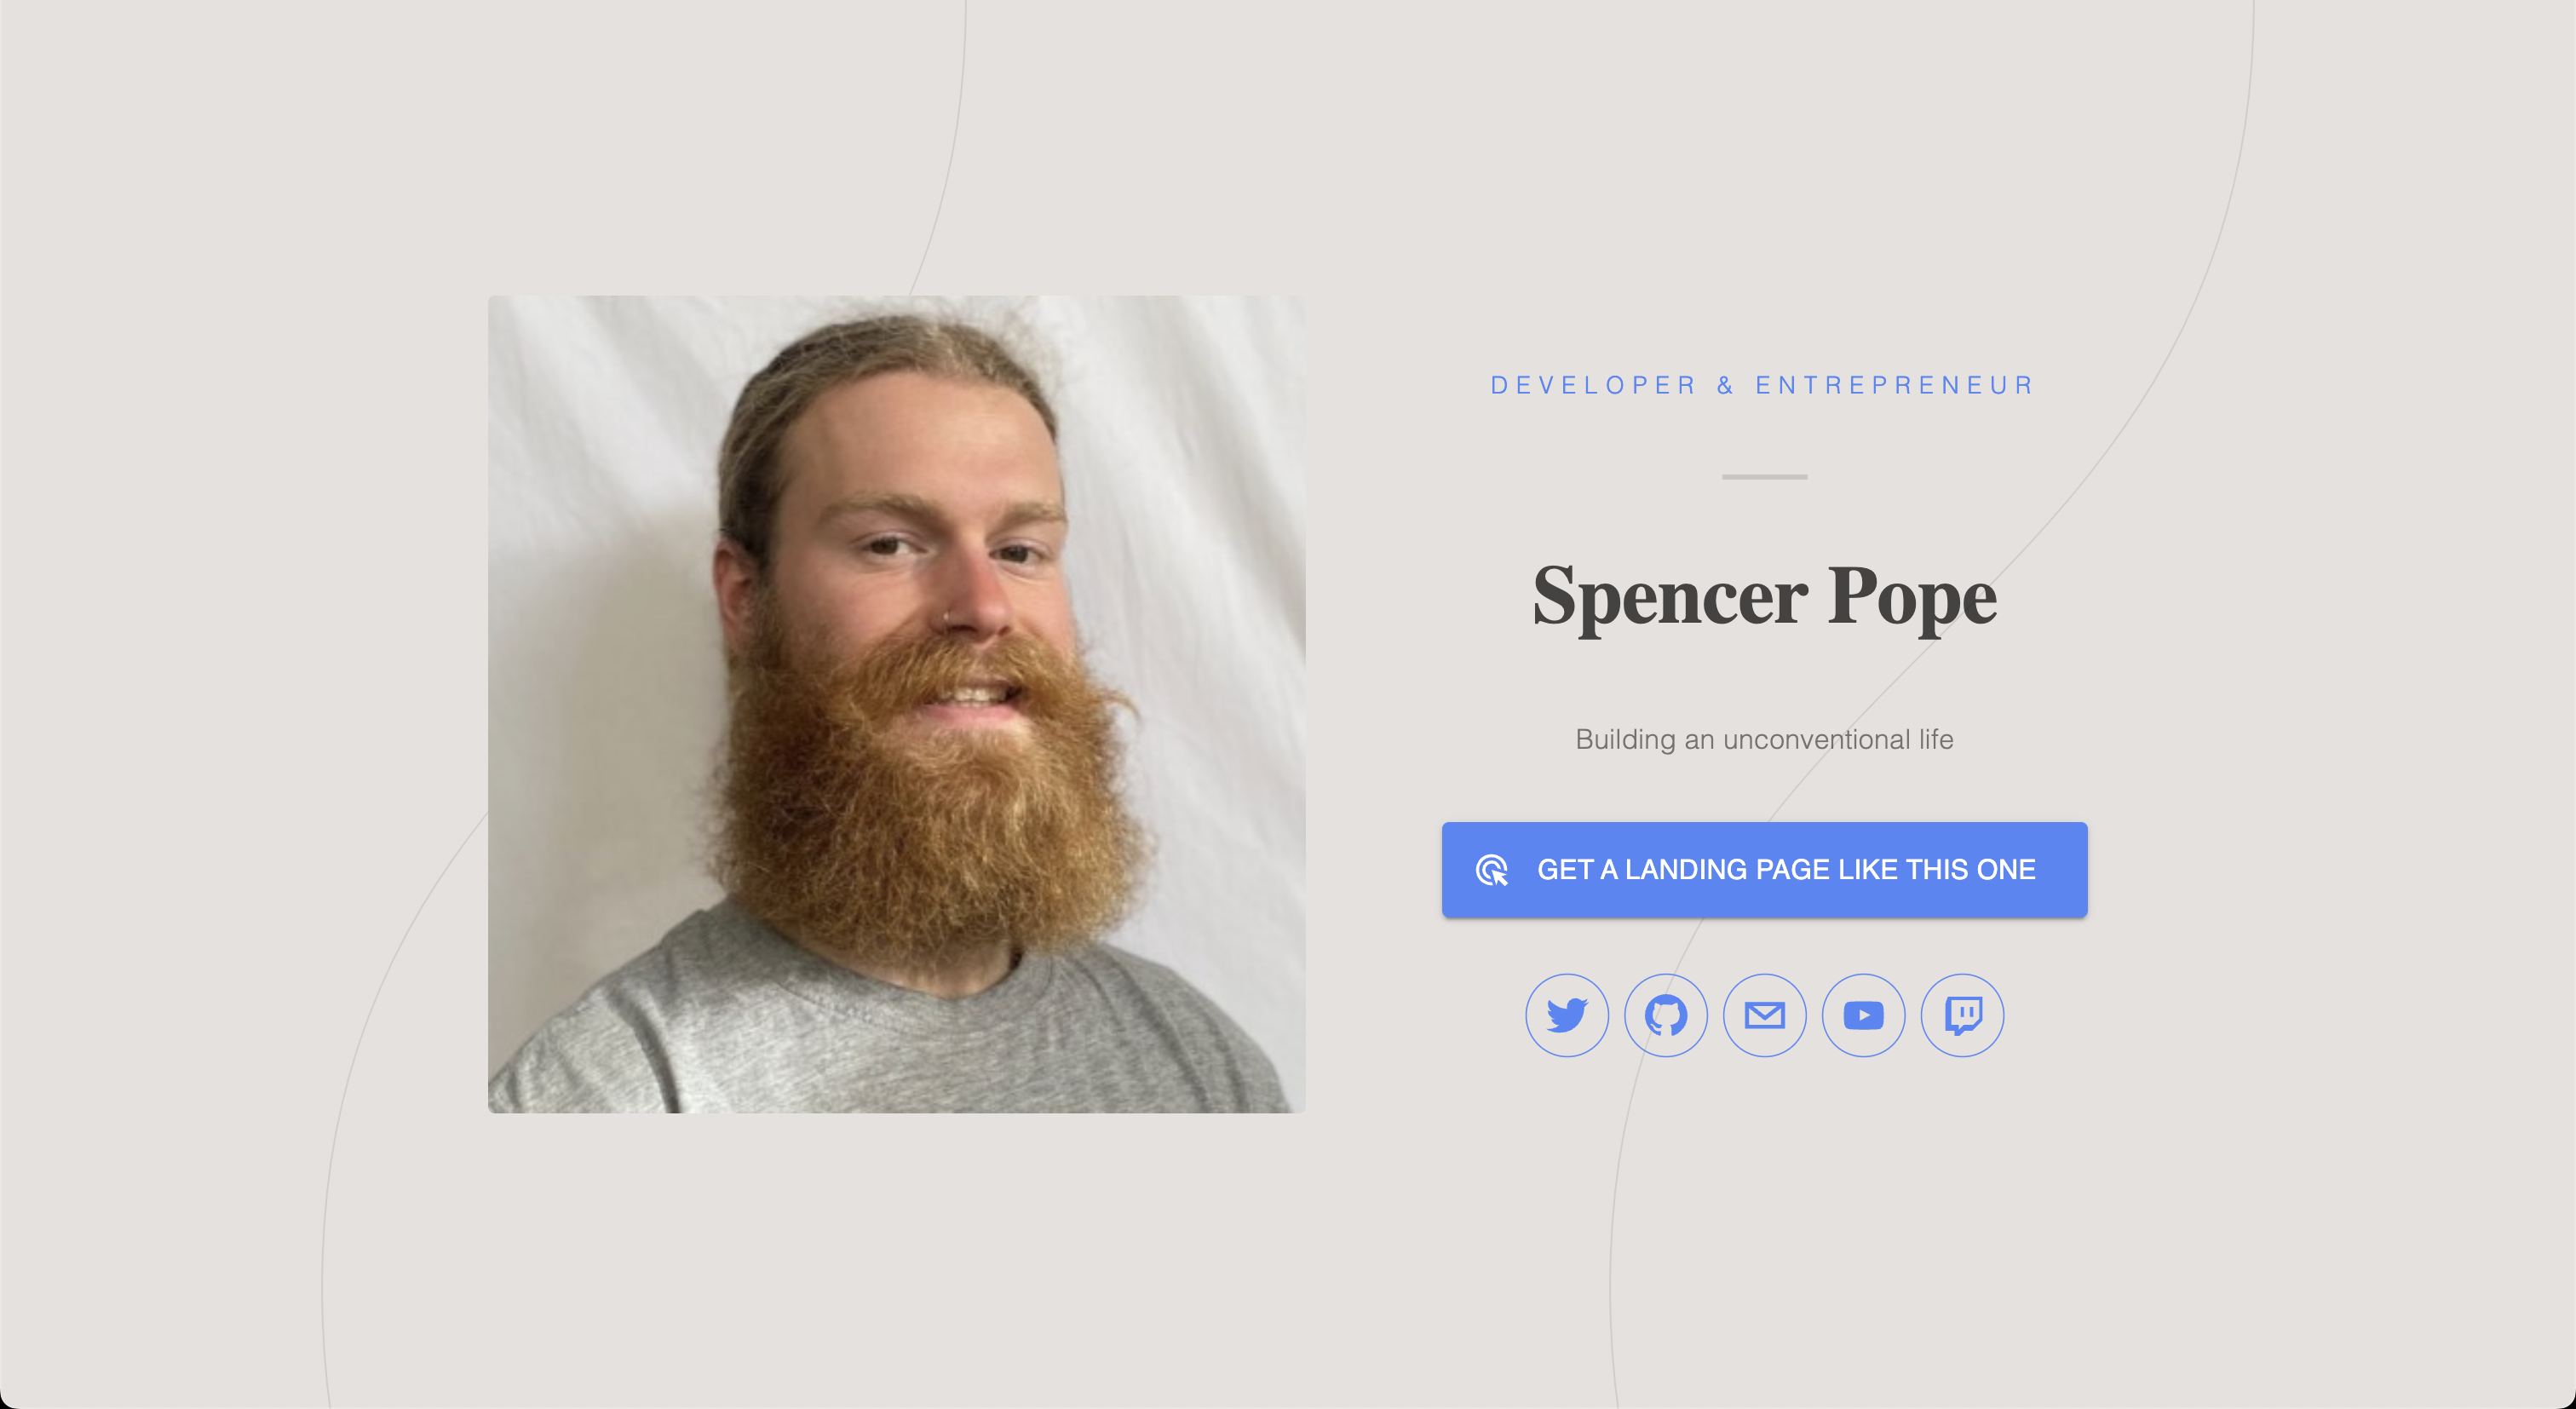 DEVELOPER & ENTREPRENEUR
Spencer Pope
Building an unconventional life
GET A LANDING PAGE LIKE THIS ONE